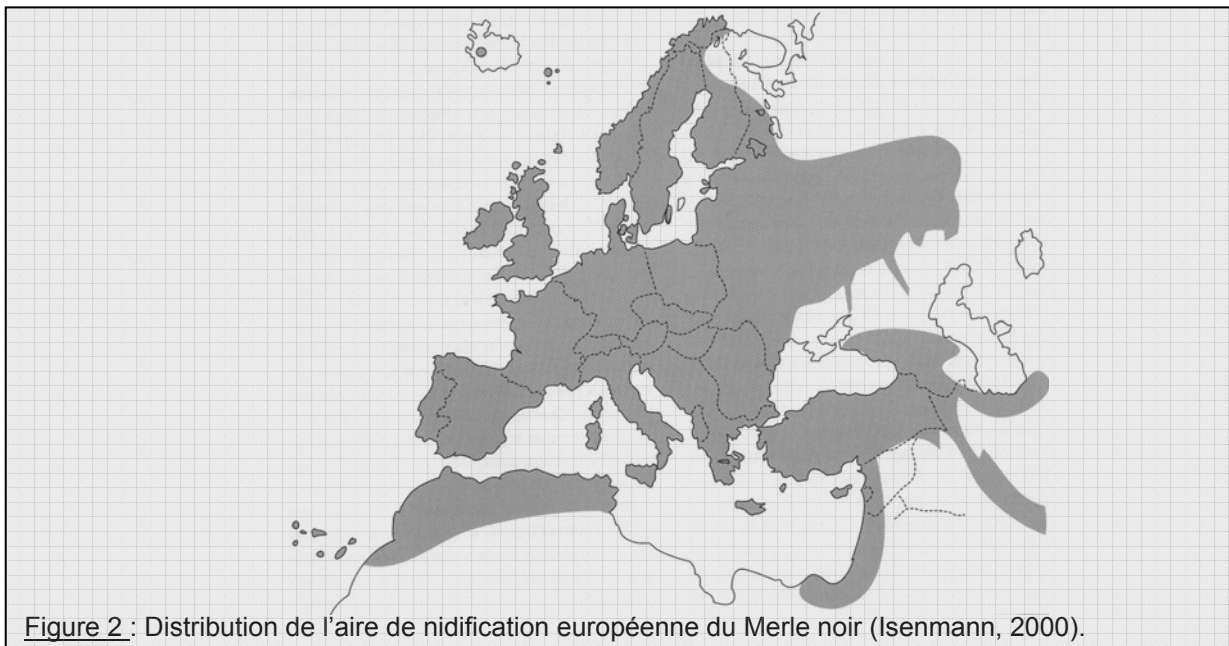 Figure 2 : Distribution de l’aire de nidification européenne du Merle noir (Isenmann, 2000).